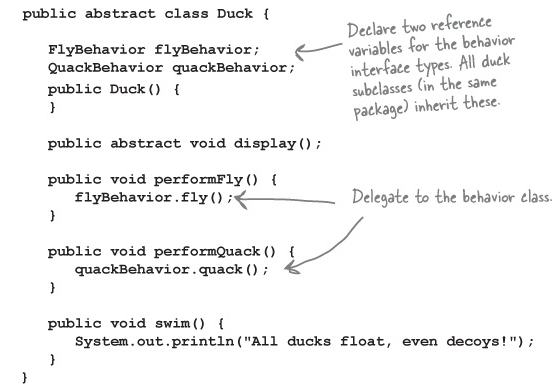 public abstract class Duck {
FlyBehavior flyBehavior;
QuackBehavior quackBehavior;
public Duck() {
}
public abstract void display();
public void performFly() {
flyBehavior.fly();
}
public void performQuack() {
quackBehavior.quack();
}
public void swim() {
System.out.println("All ducks float, even decoys!");
}
}
Declare two reference
variables for the behavior
interface types. All duck
subclasses (in the same
package) inherit these.
Delegate to the behavior class.